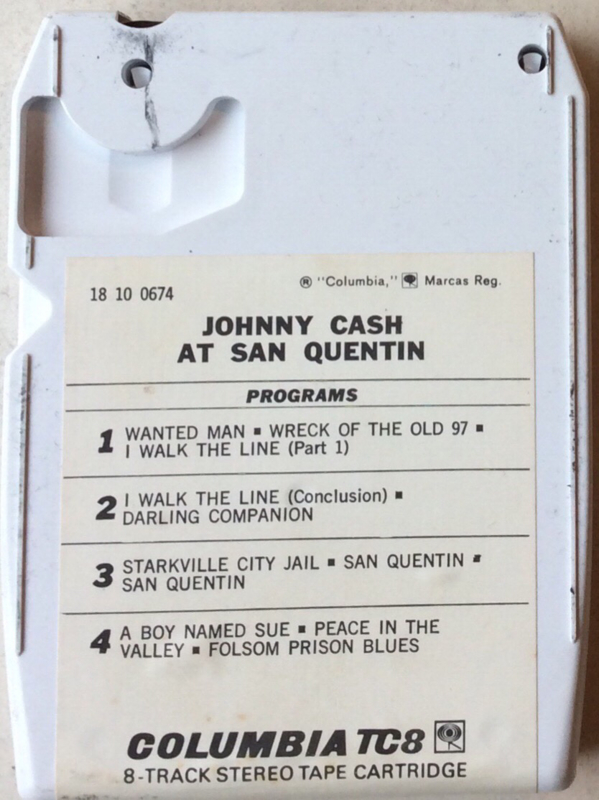 18 10 0674
® "Columbia," Marcas Reg.
JOHNNY CASH
AT SAN QUENTIN
PROGRAMS
1 WANTED MAN ▪ WRECK OF THE OLD 97 ▪
I WALK THE LINE (Part 1)
2 I WALK THE LINE (Conclusion) ▪
DARLING COMPANION
3 STARKVILLE CITY JAIL ▪ SAN QUENTIN ▪
SAN QUENTIN
4 A BOY NAMED SUE ▪ PEACE IN THE
VALLEY ▪ FOLSOM PRISON BLUES
COLUMBIA TC8
8-TRACK STEREO TAPE CARTRIDGE